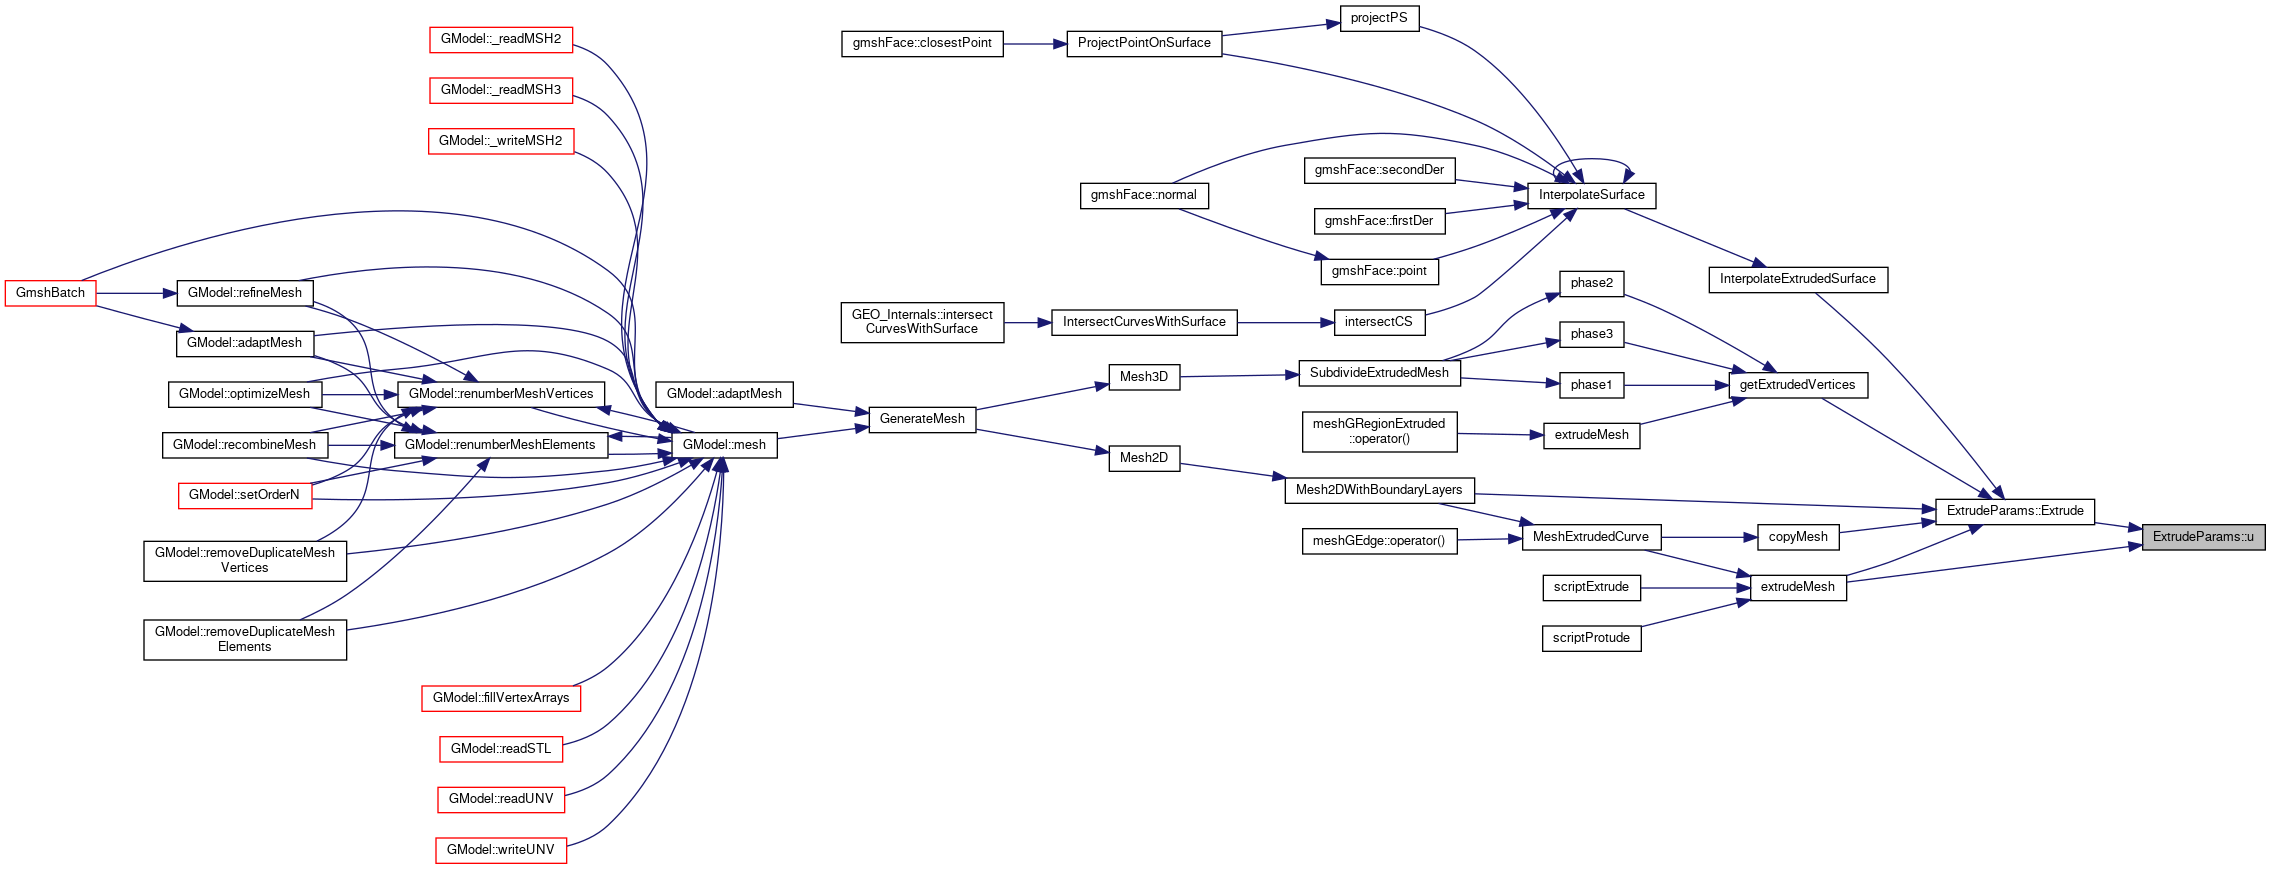 projectPS
GModel::_readMSH2
gmshFace::closestPoint
ProjectPointOnSurface
GModel::_readMSH3
GModel::_writeMSH2
gmshFace::secondDer
gmshFace::normal
InterpolateSurface
gmshFace::firstDer
gmshFace::point
InterpolateExtrudedSurface
GmshBatch
GModel::refineMesh
phase2
GEO_Internals::intersect
CurvesWithSurface
IntersectCurvesWithSurface
intersectCS
phase3
GModel::adaptMesh
SubdivideExtrudedMesh
Mesh3D
phase1
getExtrudedVertices
GModel::optimizeMesh
GModel::renumberMeshVertices
GModel::adaptMesh
GenerateMesh
meshGRegionExtruded
::operator()
extrudeMesh
GModel::recombineMesh
GModel::renumberMeshElements
GModel::mesh
Mesh2D
Mesh2DWithBoundaryLayers
GModel::setOrderN
ExtrudeParams::Extrude
ExtrudeParams::u
meshGEdge::operator()
MeshExtrudedCurve
copyMesh
GModel::removeDuplicateMesh
Vertices
scriptExtrude
extrudeMesh
scriptProtude
GModel::removeDuplicateMesh
Elements
GModel::fillVertexArrays
GModel::readSTL
GModel::readUNV
GModel::writeUNV